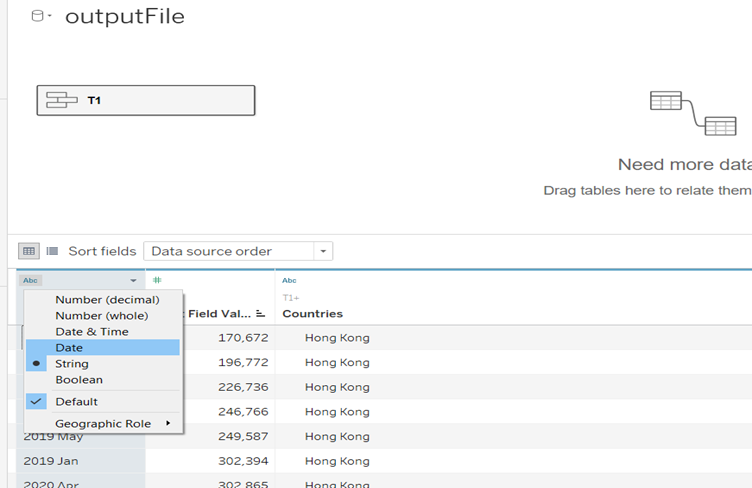 outputFile
T1
Need more data
Drag tables here to relate them
Sort fields Data source order
Abc # Abc
T1+
Field Val... Countries
Number (decimal)
Number (whole)
Date & Time
Date
String
Boolean
Default
Geographic Role
170,672 Hong Kong
196,772 Hong Kong
226,736 Hong Kong
246,766 Hong Kong
2019 May 249,587 Hong Kong
2019 Jan 302,394 Hong Kong
2020 Apr 302,865 Hong Kong